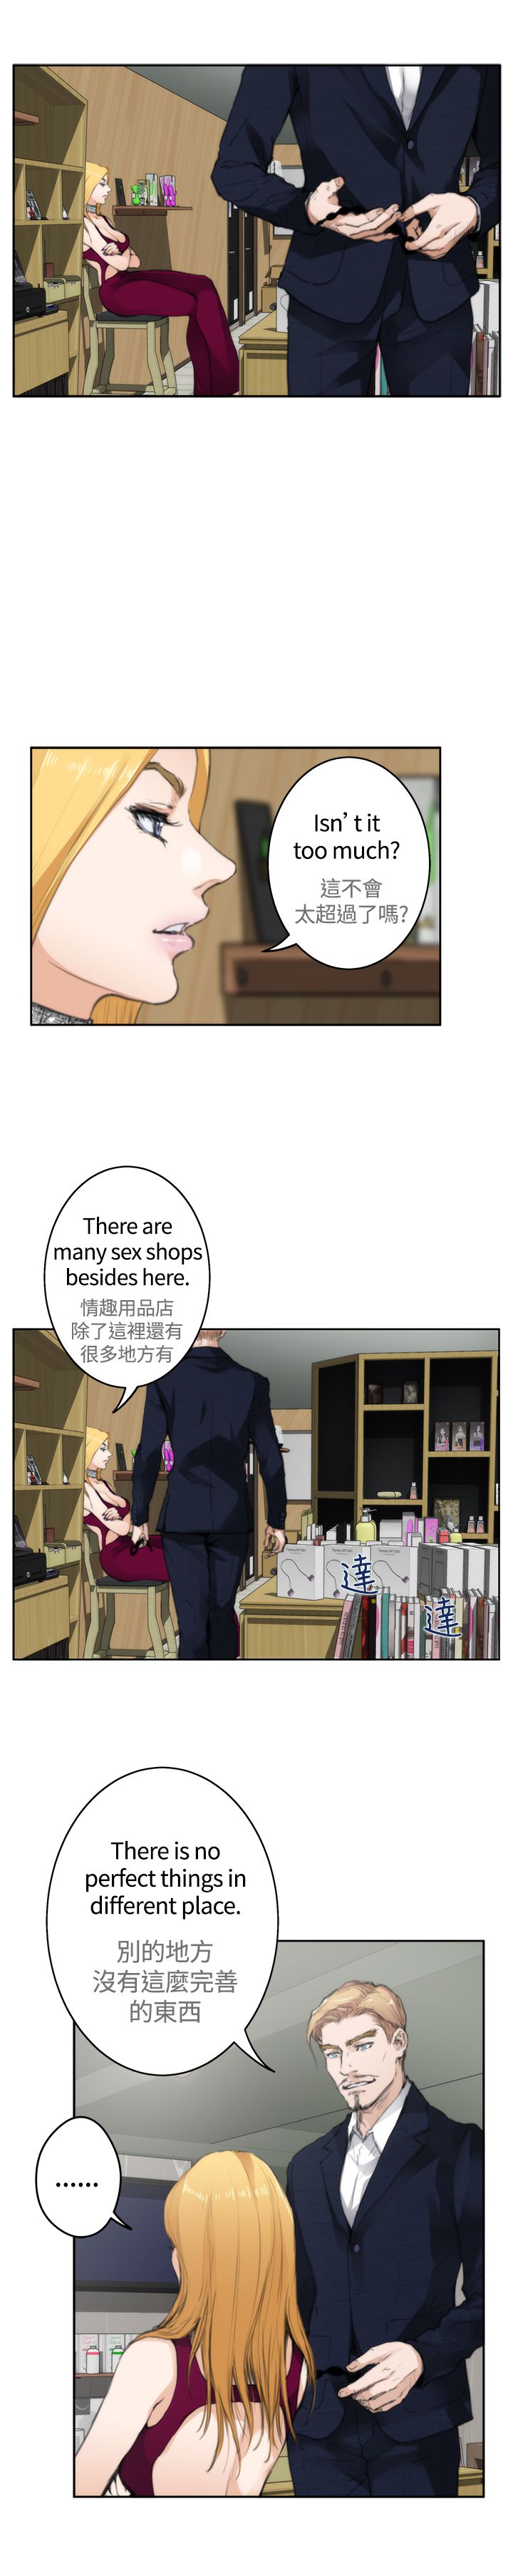 Isn't it
too much?
這不會
太超過了嗎?
There are
many sex shops
besides here.
情趣用品店
除了這裡還有
很多地方有
達
達
There is no
perfect things in
different place.
別的地方
沒有這麼完善
的東西
......